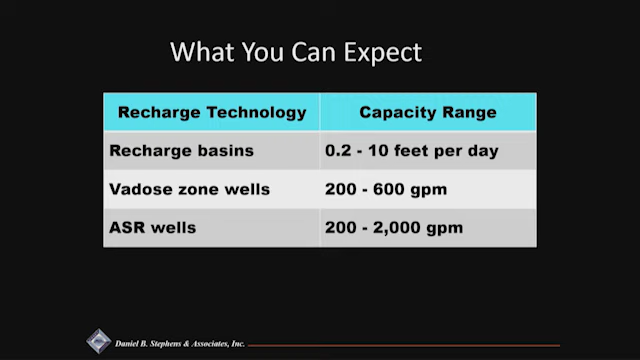 What You Can Expect
Recharge Technology Capacity Range
Recharge basins 0.2 - 10 feet per day
Vadose zone wells 200 - 600 gpm
ASR wells 200 - 2,000 gpm
Daniel B. Stephens & Associates, Inc.